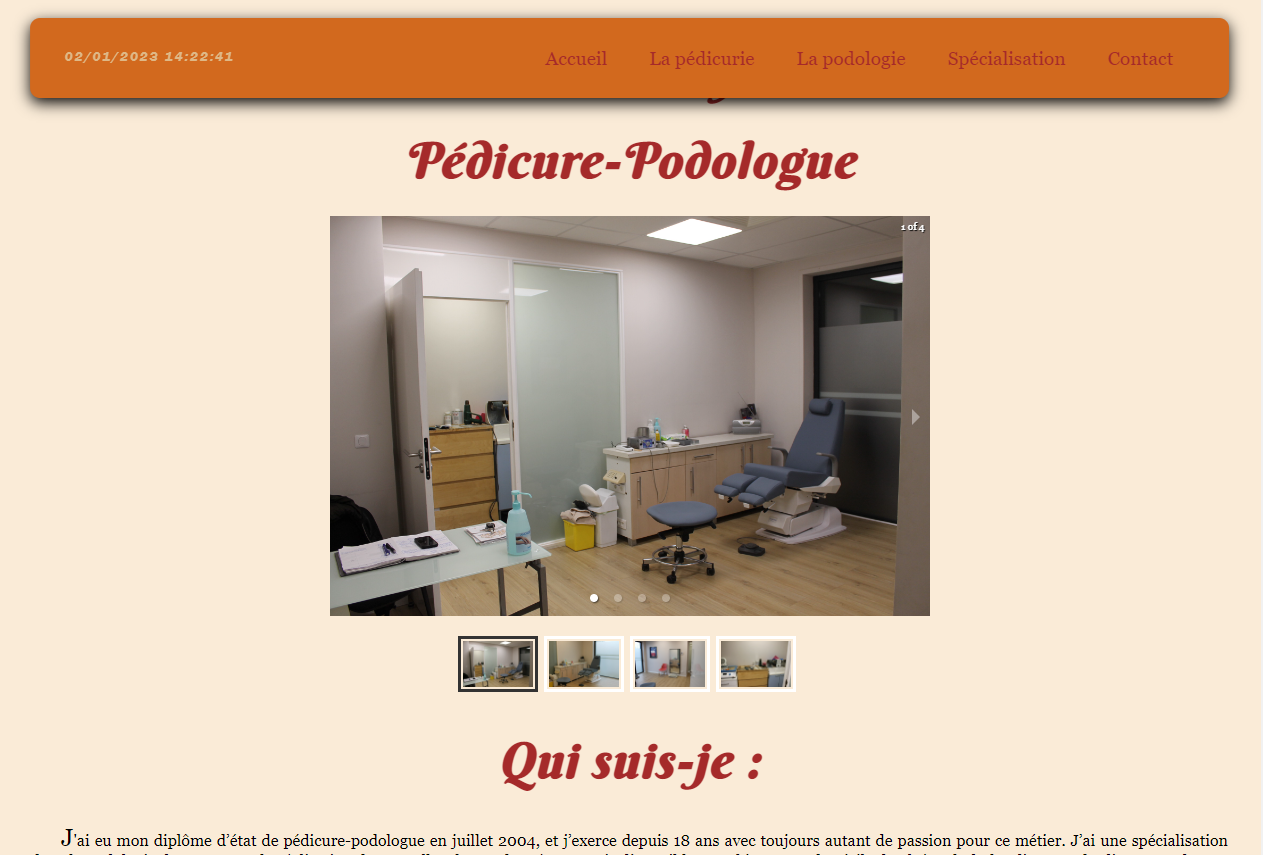 02/01/2023 14:22:41
Accueil La pédicurie La podologie Spécialisation Contact
Pédicure-Podologue
1 of 4
Qui suis-je :
J'ai eu mon diplôme d’état de pédicure-podologue en juillet 2004, et j’exerce depuis 18 ans avec toujours autant de passion pour ce métier. J’ai une spécialisation